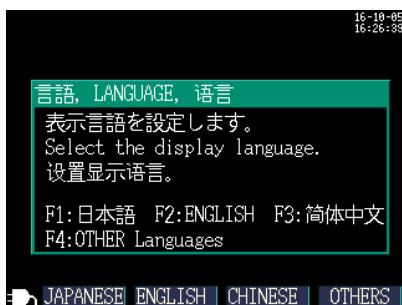 16-10-05
16:26:39
言語, LANGUAGE, 语言
表示言語を設定します。
Select the display language.
设置显示语言。
F1:日本語 F2:ENGLISH F3:简体中文
F4:OTHER Languages
JAPANESE ENGLISH CHINESE OTHERS